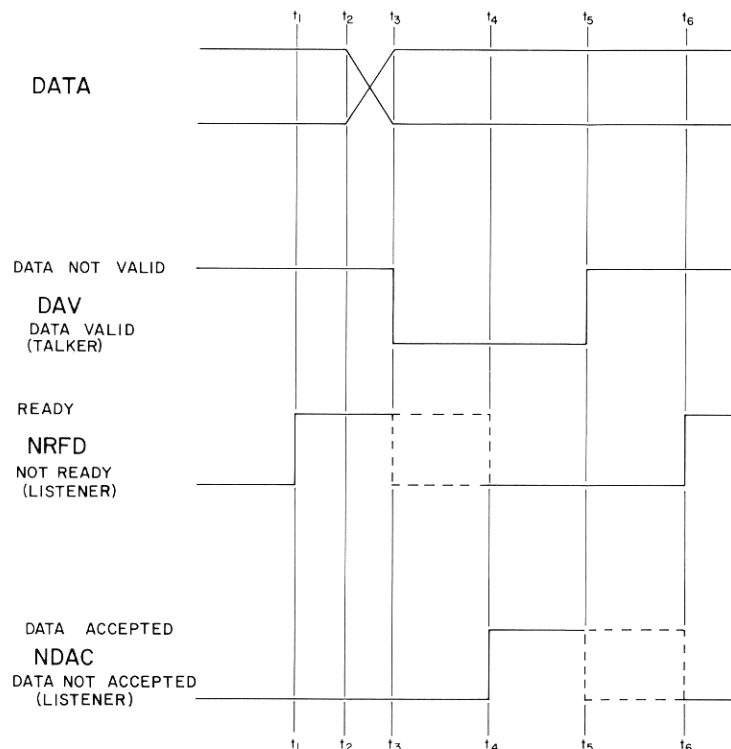 t1 t2 t3 t4 t5 t6
DATA
DATA NOT VALID
DAV
DATA VALID
(TALKER)
READY
NRFD
NOT READY
(LISTENER)
DATA ACCEPTED
NDAC
DATA NOT ACCEPTED
(LISTENER)
t1 t2 t3 t4 t5 t6